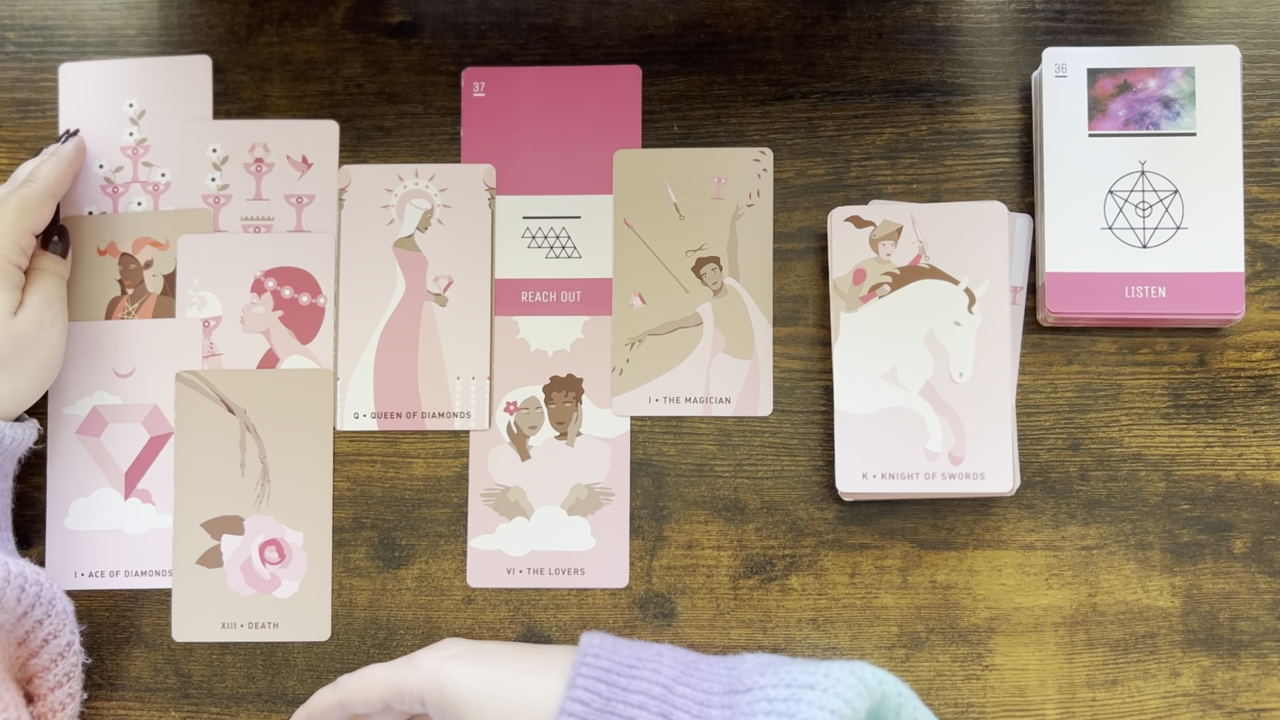 37
REACH OUT
36
LISTEN
Q • QUEEN OF DIAMONDS
I • THE MAGICIAN
K • KNIGHT OF SWORDS
I • ACE OF DIAMONDS
VI • THE LOVERS
XIII • DEATH